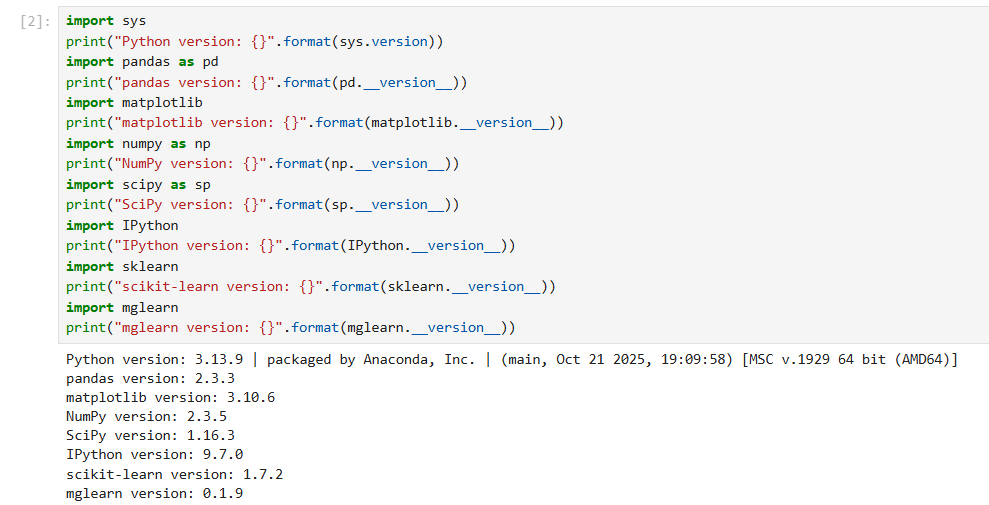 [2]:
import sys
print("Python version: {}".format(sys.version))
import pandas as pd
print("pandas version: {}".format(pd.__version__))
import matplotlib
print("matplotlib version: {}".format(matplotlib.__version__))
import numpy as np
print("NumPy version: {}".format(np.__version__))
import scipy as sp
print("SciPy version: {}".format(sp.__version__))
import IPython
print("IPython version: {}".format(IPython.__version__))
import sklearn
print("scikit-learn version: {}".format(sklearn.__version__))
import mglearn
print("mglearn version: {}".format(mglearn.__version__))
Python version: 3.13.9 | packaged by Anaconda, Inc. | (main, Oct 21 2025, 19:09:58) [MSC v.1929 64 bit (AMD64)]
pandas version: 2.3.3
matplotlib version: 3.10.6
NumPy version: 2.3.5
SciPy version: 1.16.3
IPython version: 9.7.0
scikit-learn version: 1.7.2
mglearn version: 0.1.9